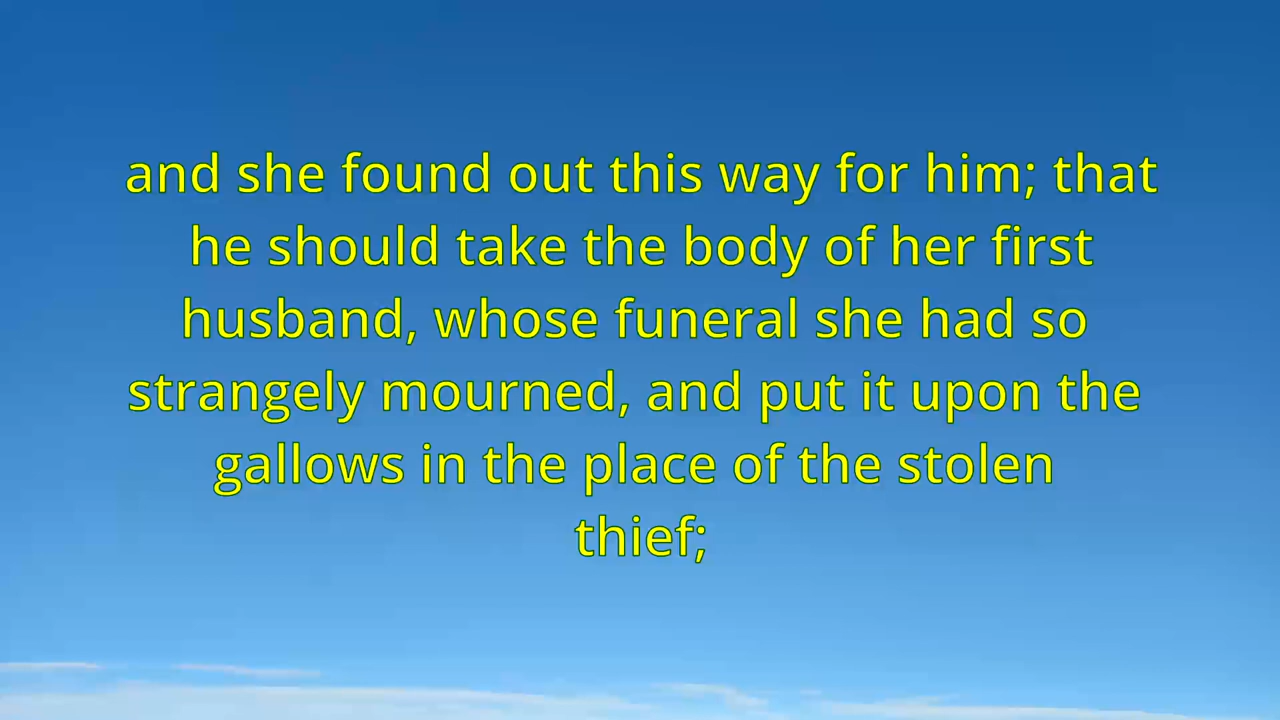 and she found out this way for him; that
he should take the body of her first
husband, whose funeral she had so
strangely mourned, and put it upon the
gallows in the place of the stolen
thief;